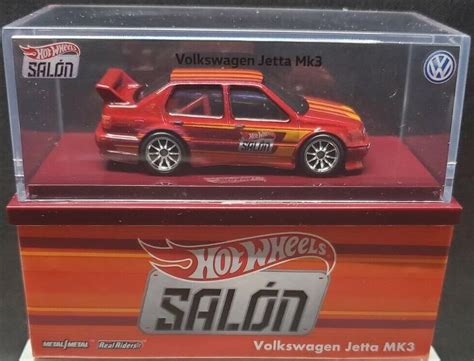 Hot Wheels
SALÓN
Volkswagen Jetta Mk3
Hot Wheels
SALÓN
Hot Wheels
SALÓN
METAL/METAL
Real Riders
Volkswagen Jetta MK3